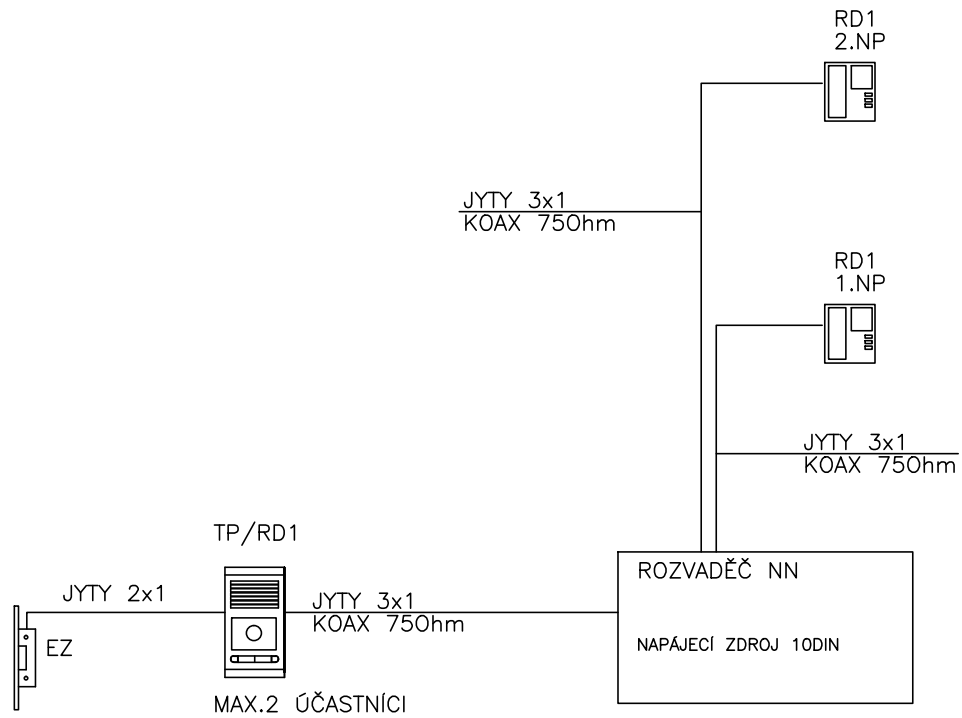 RD1
2.NP
JYTY 3x1
KOAX 75Ohm
RD1
1.NP
JYTY 3x1
KOAX 75Ohm
TP/RD1
ROZVADĚČ NN
JYTY 2x1
JYTY 3x1
KOAX 75Ohm
EZ
NAPÁJECÍ ZDROJ 10DIN
MAX.2 ÚČASTNÍCI